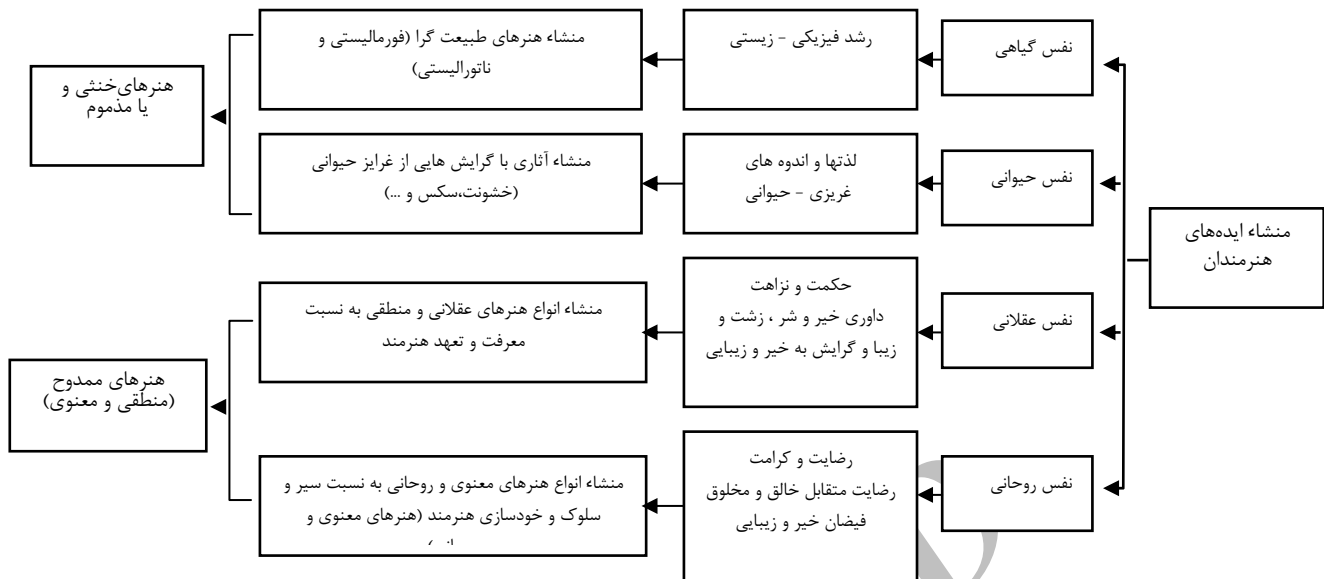 منشاء ایده‌های
هنرمندان
نفس گیاهی
رشد فیزیکی - زیستی
منشاء هنرهای طبیعت گرا (فورمالیستی و
ناتورالیستی)
نفس حیوانی
لذتها و اندوه های
غریزی - حیوانی
منشاء آثاری با گرایش هایی از غرایز حیوانی
(خشونت،سکس و ...)
هنرهای‌خنثی و
یا مذموم
نفس عقلانی
حکمت و نزاهت
داوری خیر و شر ، زشت و
زیبا و گرایش به خیر و زیبایی
منشاء انواع هنرهای عقلانی و منطقی به نسبت
معرفت و تعهد هنرمند
نفس روحانی
رضایت و کرامت
رضایت متقابل خالق و مخلوق
فیضان خیر و زیبایی
منشاء انواع هنرهای معنوی و روحانی به نسبت سیر و
سلوک و خودسازی هنرمند (هنرهای معنوی و
هنرهای ممدوح
(منطقی و معنوی)